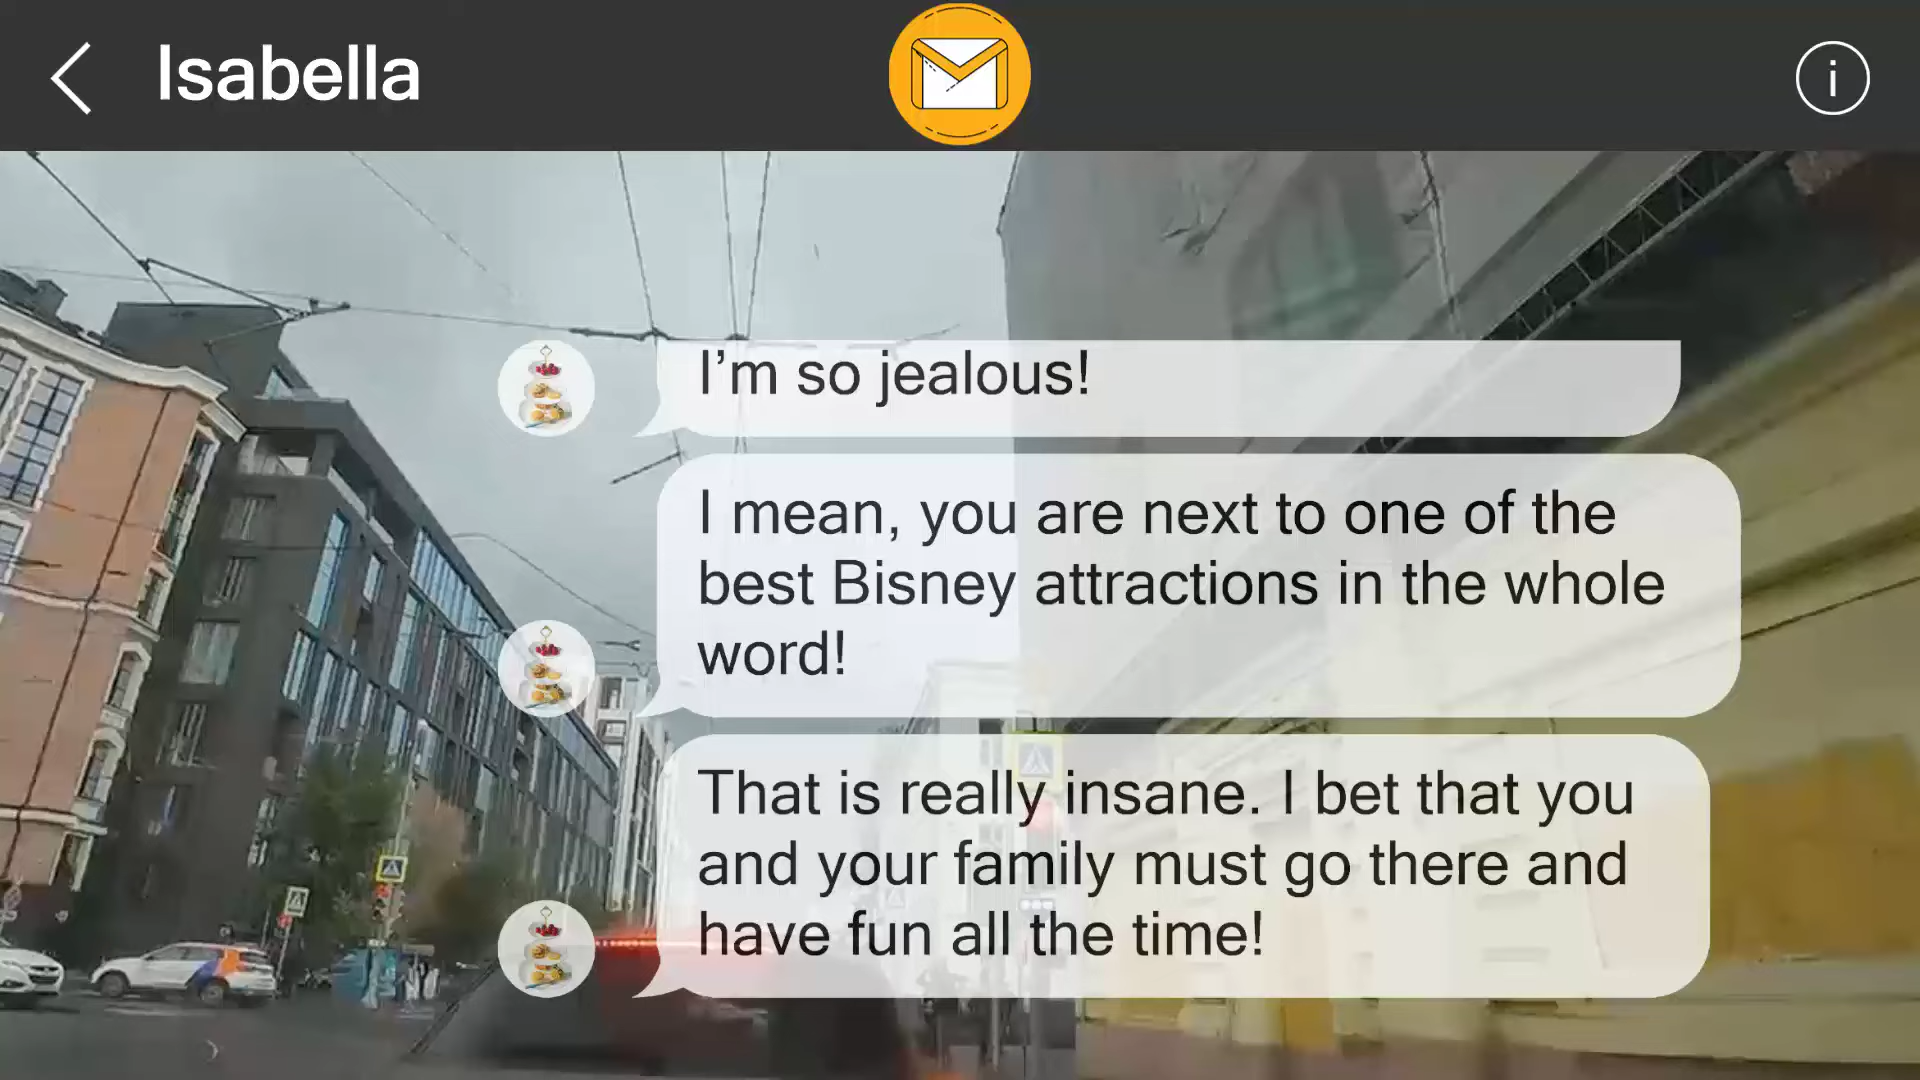 Isabella
I’m so jealous!
I mean, you are next to one of the
best Bisney attractions in the whole
word!
That is really insane. I bet that you
and your family must go there and
have fun all the time!